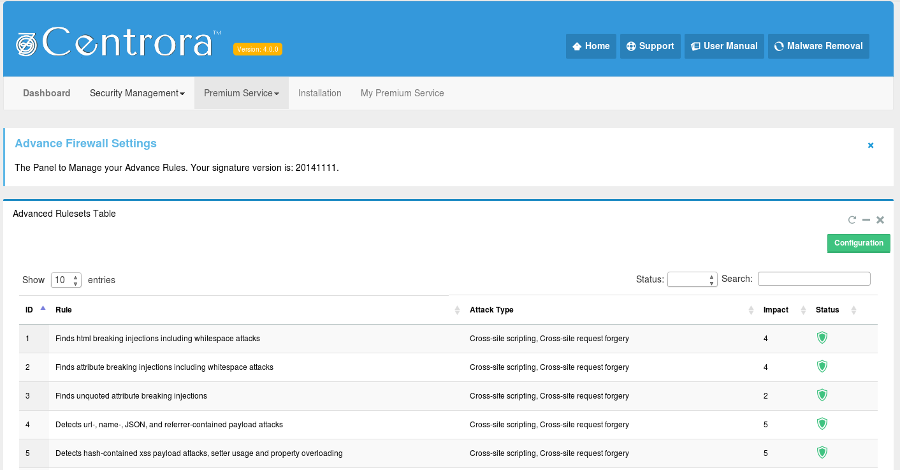 Centrora TM
Version: 4.0.0
Home Support User Manual Malware Removal
Dashboard Security Management Premium Service Installation My Premium Service
Advance Firewall Settings
The Panel to Manage your Advance Rules. Your signature version is: 20141111.
Advanced Rulesets Table
Configuration
Show 10 entries Status: Search:
ID Rule Attack Type Impact Status
1 Finds html breaking injections including whitespace attacks Cross-site scripting, Cross-site request forgery 4
2 Finds attribute breaking injections including whitespace attacks Cross-site scripting, Cross-site request forgery 4
3 Finds unquoted attribute breaking injections Cross-site scripting, Cross-site request forgery 2
4 Detects url-, name-, JSON, and referrer-contained payload attacks Cross-site scripting, Cross-site request forgery 5
5 Detects hash-contained xss payload attacks, setter usage and property overloading Cross-site scripting, Cross-site request forgery 5